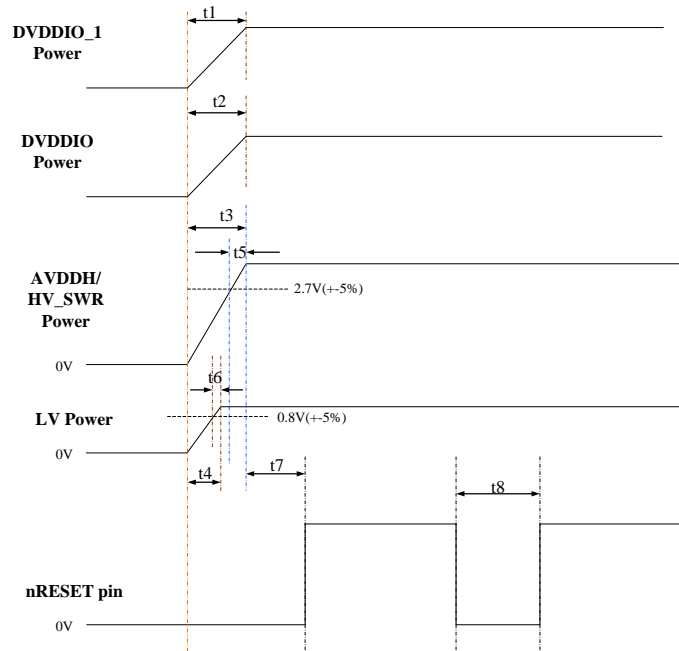 t1
DVDDIO_1
Power
t2
DVDDIO
Power
t3
t5
AVDDH/
HV_SWR
Power
2.7V(+-5%)
0V
t6
LV Power
0.8V(+-5%)
0V
t4
t7
t8
nRESET pin
0V